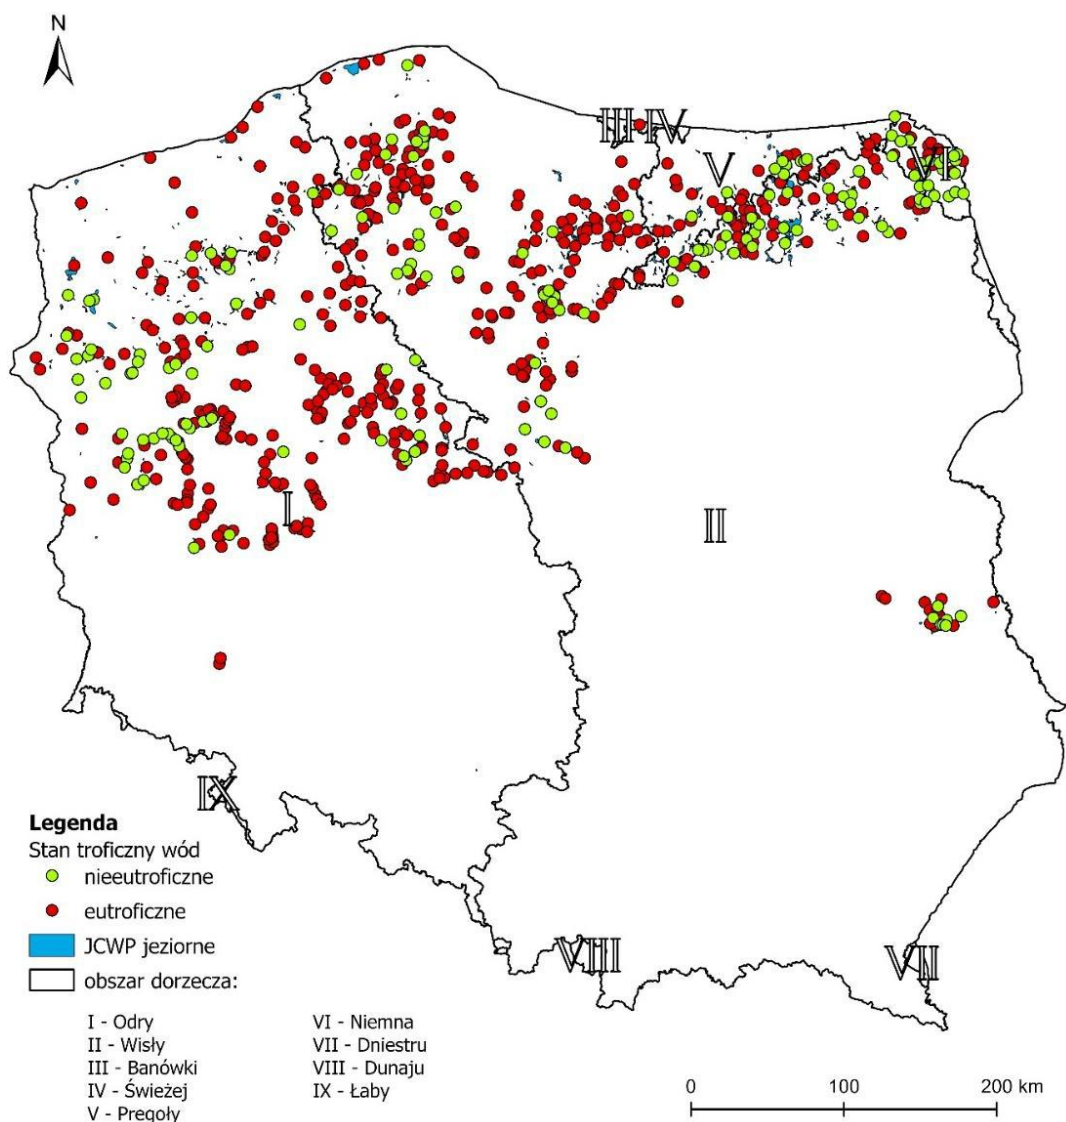 N
III IV
V
VI
I
II
IX
Legenda
Stan troficzny wód
nieeutroficzne
eutroficzne
JCWP jeziorne
obszar dorzecza:
VIII
VII
I - Odry
VI - Niemna
II - Wisły
VII - Dniestru
III - Banówki
VIII - Dunaju
IV - Świeżej
IX - Łaby
V - Pregoły
0 100 200 km